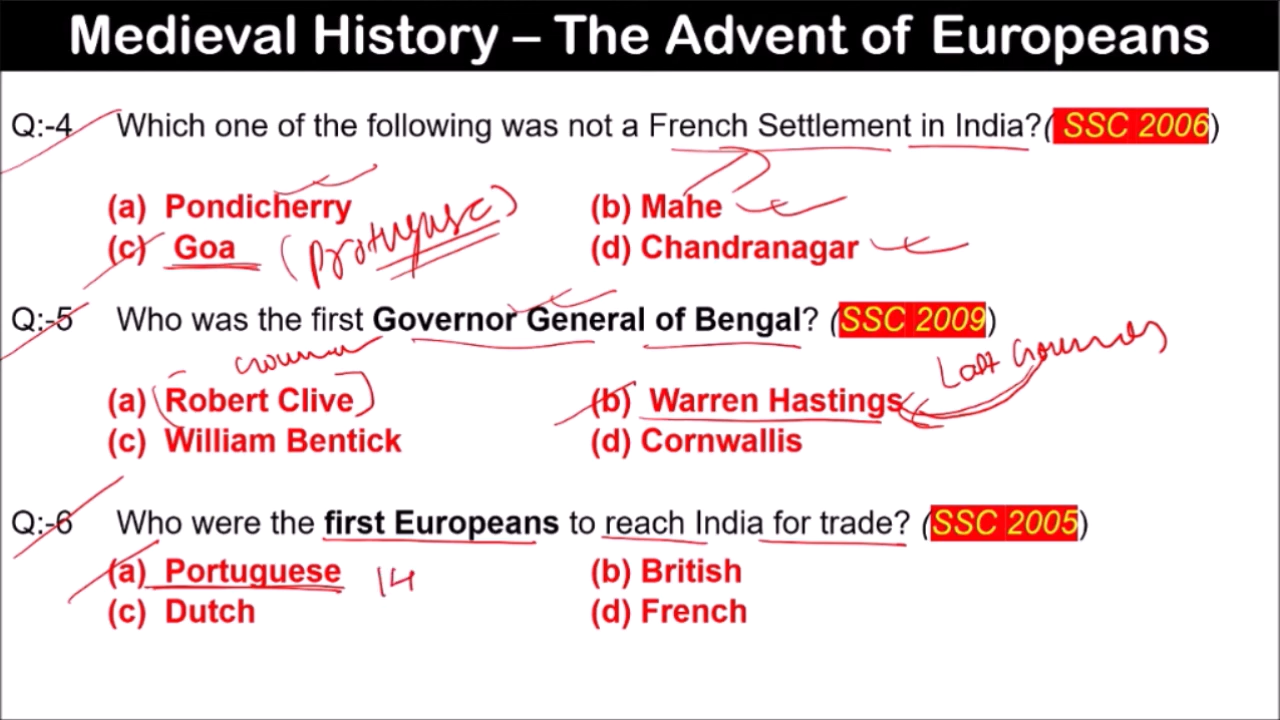 Medieval History – The Advent of Europeans
Q:-4 Which one of the following was not a French Settlement in India?( SSC 2006)
(a) Pondicherry (b) Mahe
(c) Goa (Protuguse) (d) Chandranagar
Q:-5 Who was the first Governor General of Bengal? (SSC 2009)
Last
(a) (Robert Clive) (b) Warren Hastings
(c) William Bentick (d) Cornwallis
Q:-6 Who were the first Europeans to reach India for trade? (SSC 2005)
(a) Portuguese 14 (b) British
(c) Dutch (d) French